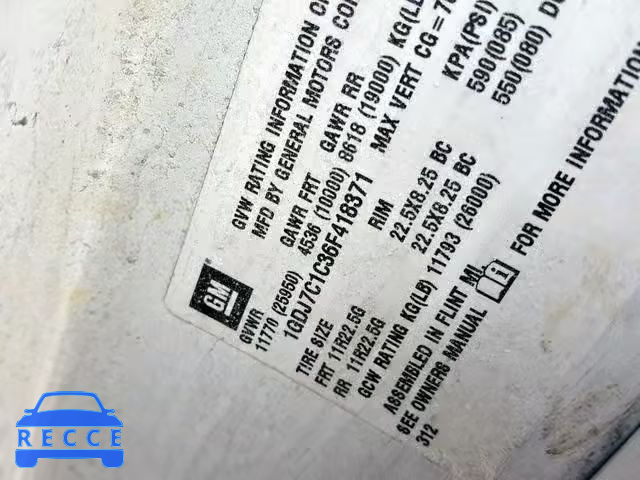 GVW RATING INFORMATION
MFD BY GENERAL MOTORS
GAWR FRT GAWR RR KG(LB
4536 (10000) 8618 (19000) MAX VERT CG = 
GM
GVWR
11770 (25950)
1GDJ7C1C36F418371
TIRE SIZE RIM KPA(PSI)
FRT 11R22.5G 22.5X8.25 BC 590(085)
RR 11R22.5G 22.5X8.25 BC 550(080)
GCW RATING KG(LB) 11793 (26000)
ASSEMBLED IN FLINT MI.
SEE OWNERS MANUAL FOR MORE INFORMATION
312
RECCE